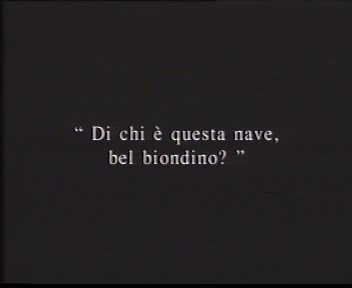 “ Di chi è questa nave,
bel biondino? ”